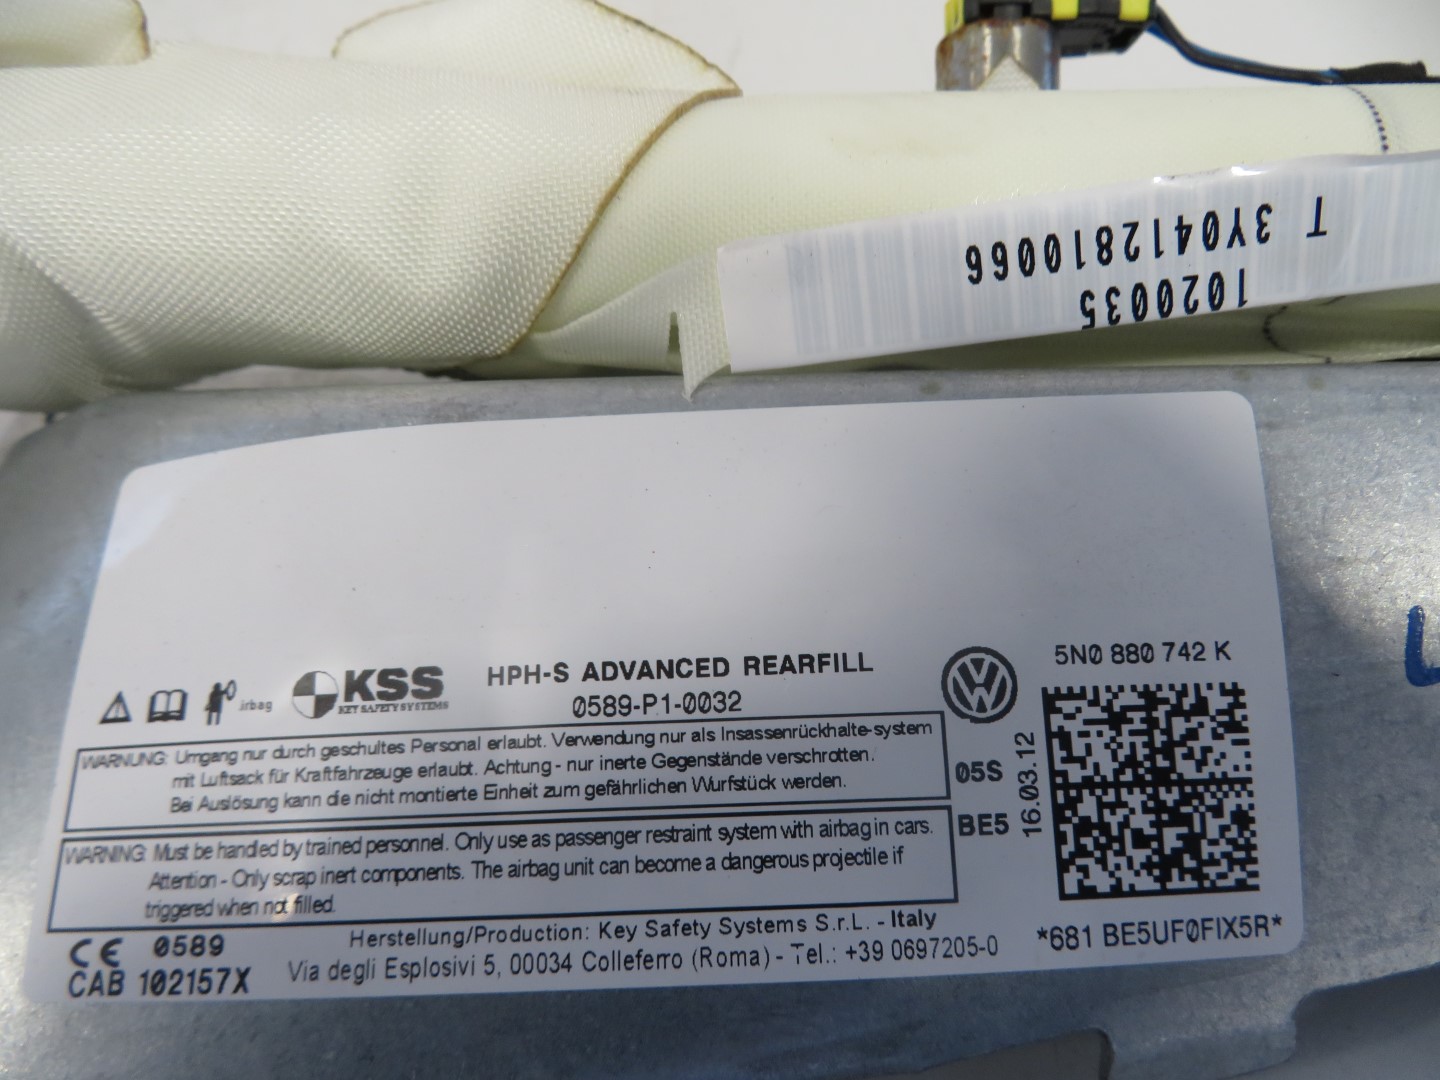 T 3Y0412810066
1020035
airbag
KSS
KEY SAFETY SYSTEMS
HPH-S ADVANCED REARFILL
0589-P1-0032
5N0 880 742 K
WARNUNG: Umgang nur durch geschultes Personal erlaubt. Verwendung nur als Insassenrückhalte-system
mit Luftsack für Kraftfahrzeuge erlaubt. Achtung - nur inerte Gegenstände verschrotten.
Bei Auslösung kann die nicht montierte Einheit zum gefährlichen Wurfstück werden.
05S
BE5
16.03.12
WARNING: Must be handled by trained personnel. Only use as passenger restraint system with airbag in cars.
Attention - Only scrap inert components. The airbag unit can become a dangerous projectile if
triggered when not filled.
CE 0589
CAB 102157X
Herstellung/Production: Key Safety Systems S.r.L. - Italy
Via degli Esplosivi 5, 00034 Colleferro (Roma) - Tel.: +39 0697205-0
*681 BE5UF0FIX5R*